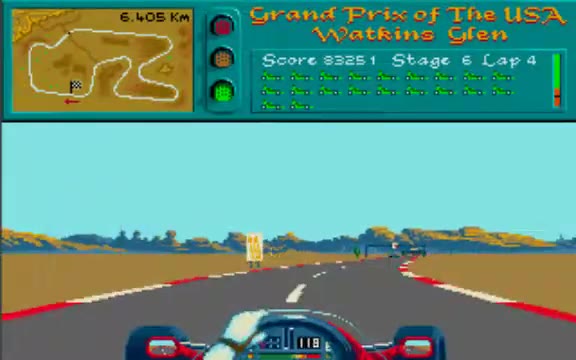 6.405 Km
Grand Prix of The USA
Watkins Glen
Score 83251 Stage 6 Lap 4
118